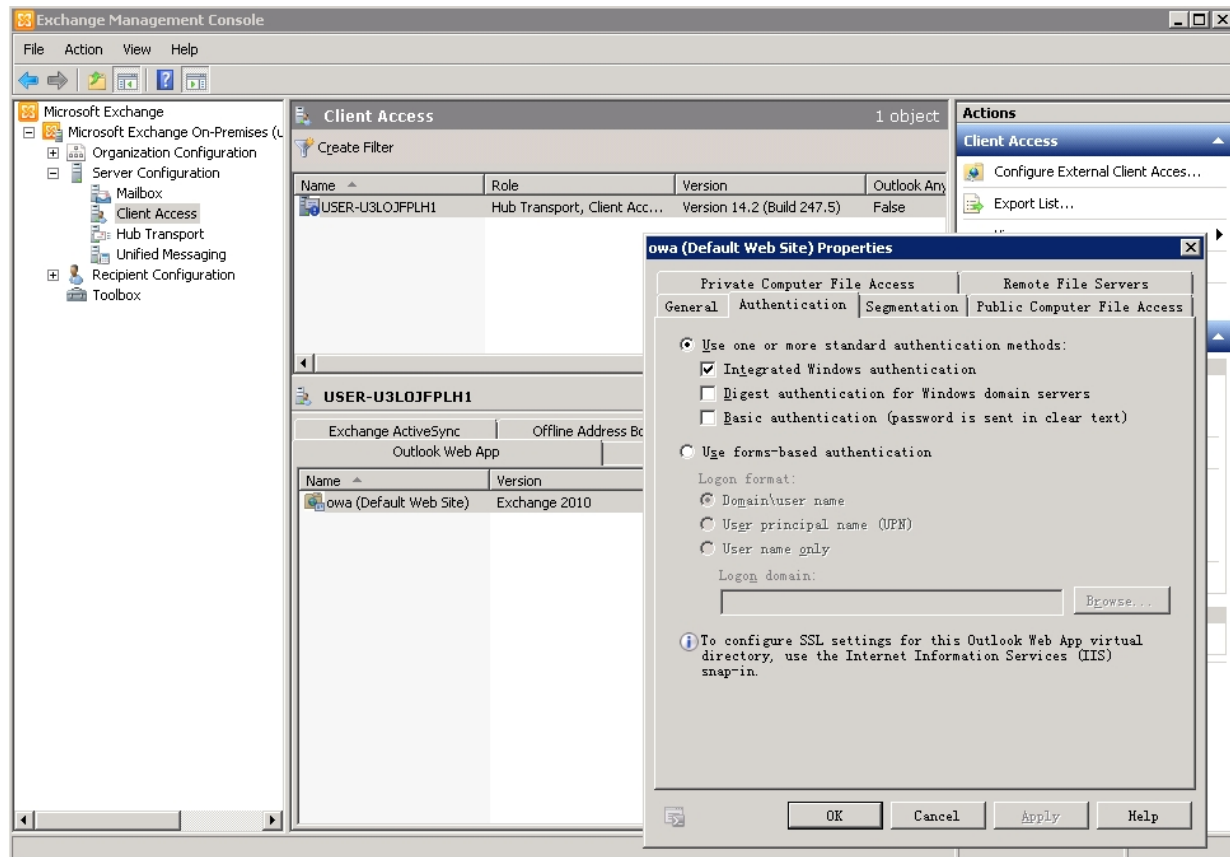 Exchange Management Console
File Action View Help
Microsoft Exchange
Microsoft Exchange On-Premises (u
Organization Configuration
Server Configuration
Mailbox
Client Access
Hub Transport
Unified Messaging
Recipient Configuration
Toolbox
Client Access 1 object
Create Filter
Name Role Version Outlook Any
USER-U3LOJFPLH1 Hub Transport, Client Acc... Version 14.2 (Build 247.5) False
USER-U3LOJFPLH1
Exchange ActiveSync Offline Address Bo
Outlook Web App
Name Version
owa (Default Web Site) Exchange 2010
Actions
Client Access
Configure External Client Acces...
Export List...
owa (Default Web Site) Properties
Private Computer File Access Remote File Servers
General Authentication Segmentation Public Computer File Access
Use one or more standard authentication methods:
Integrated Windows authentication
Digest authentication for Windows domain servers
Basic authentication (password is sent in clear text)
Use forms-based authentication
Logon format:
Domain\user name
User principal name (UPN)
User name only
Logon domain:
Browse...
To configure SSL settings for this Outlook Web App virtual
directory, use the Internet Information Services (IIS)
snap-in.
OK Cancel Apply Help